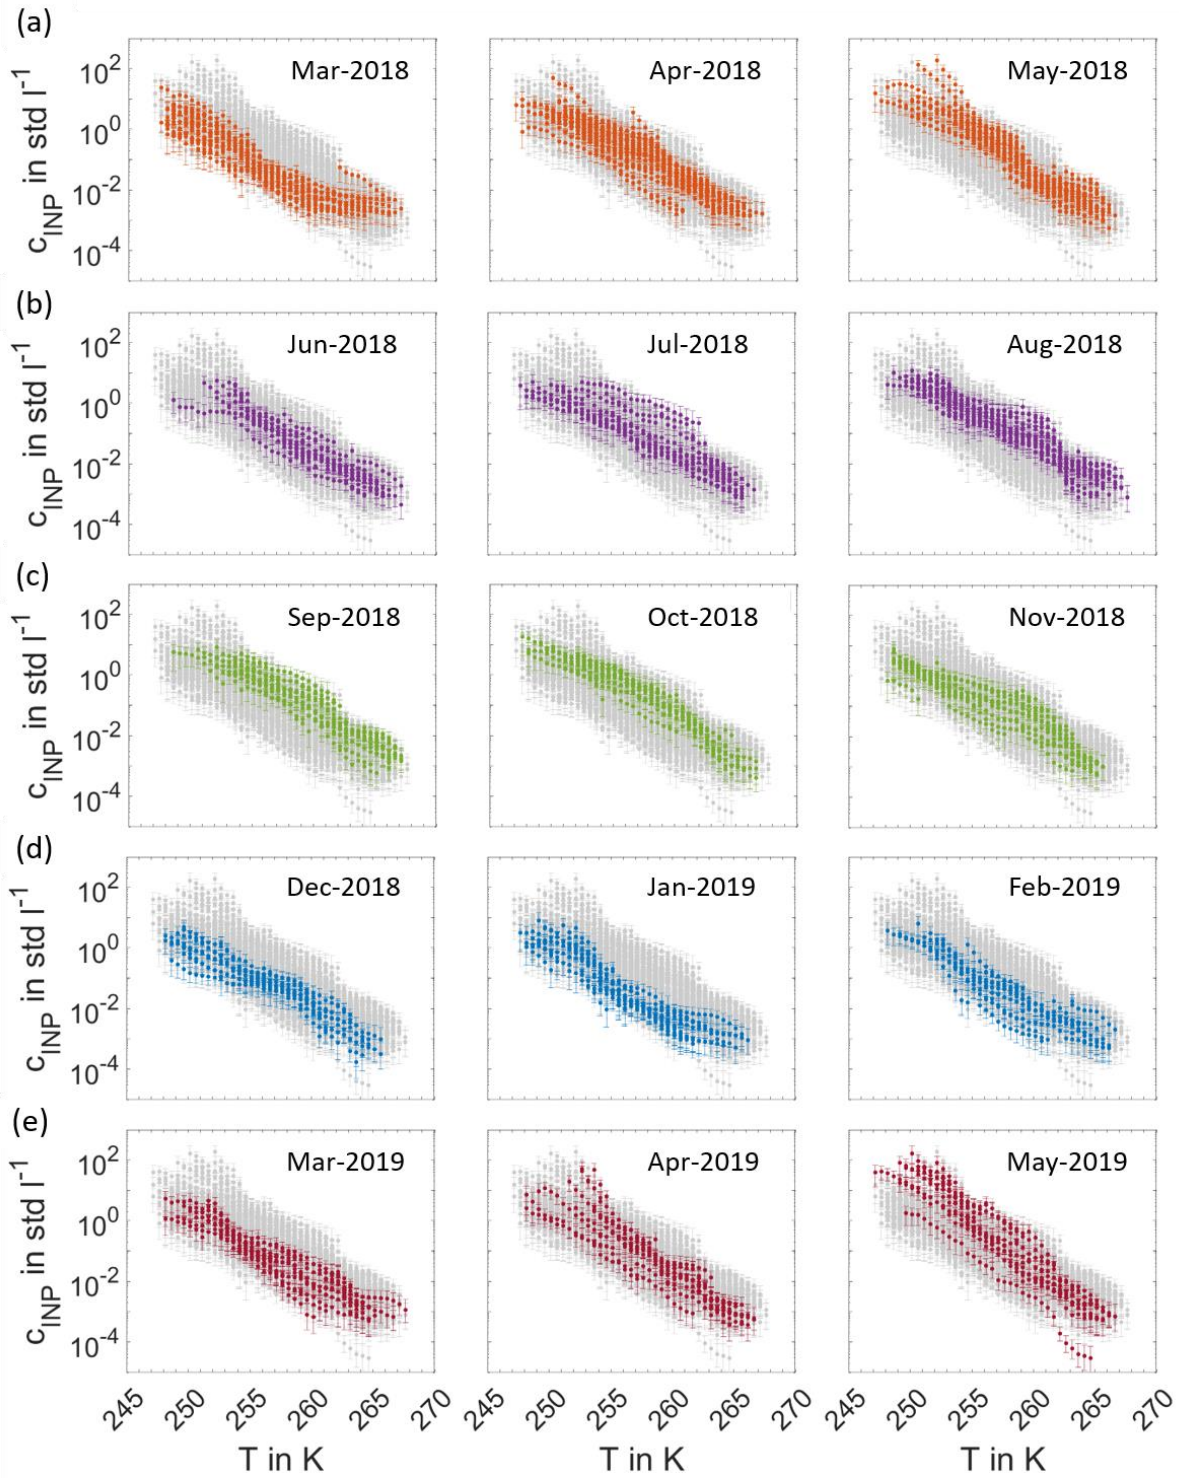 (a)
Mar-2018 Apr-2018 May-2018
c_INP in std l^-1
10^2
10^0
10^-2
10^-4
(b)
Jun-2018 Jul-2018 Aug-2018
c_INP in std l^-1
10^2
10^0
10^-2
10^-4
(c)
Sep-2018 Oct-2018 Nov-2018
c_INP in std l^-1
10^2
10^0
10^-2
10^-4
(d)
Dec-2018 Jan-2019 Feb-2019
c_INP in std l^-1
10^2
10^0
10^-2
10^-4
(e)
Mar-2019 Apr-2019 May-2019
c_INP in std l^-1
10^2
10^0
10^-2
10^-4
245 250 255 260 265 270 245 250 255 260 265 270 245 250 255 260 265 270
T in K T in K T in K